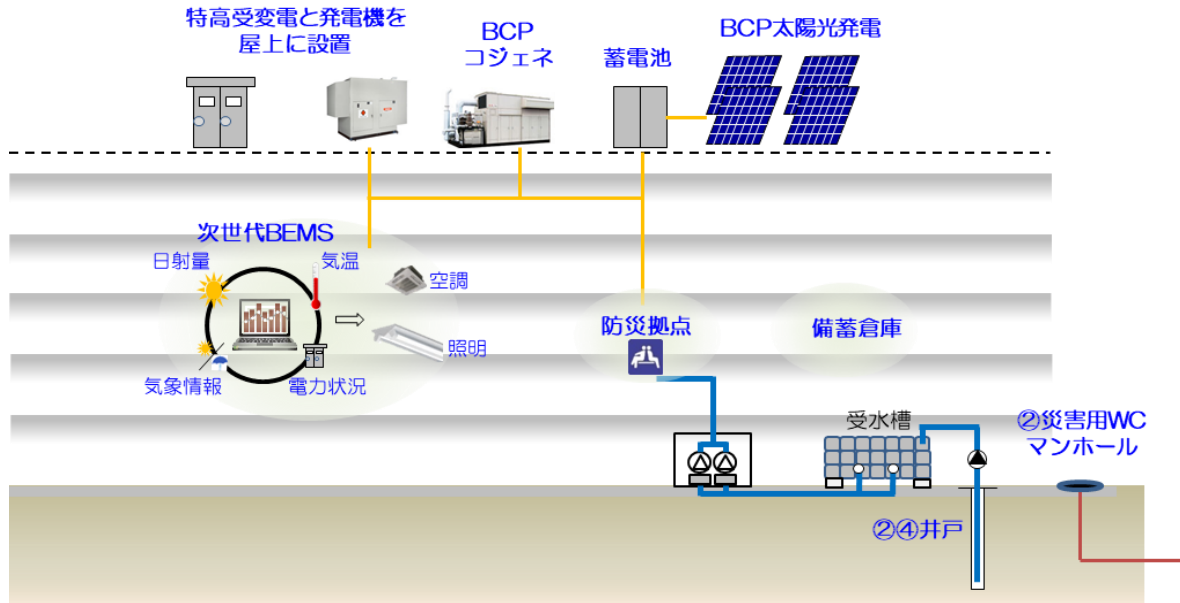 特高受変電と発電機を
屋上に設置
BCP
コジェネ
蓄電池
BCP太陽光発電
次世代BEMS
日射量
気温
空調
照明
気象情報
電力状況
防災拠点
備蓄倉庫
受水槽
②災害用WC
マンホール
②④井戸